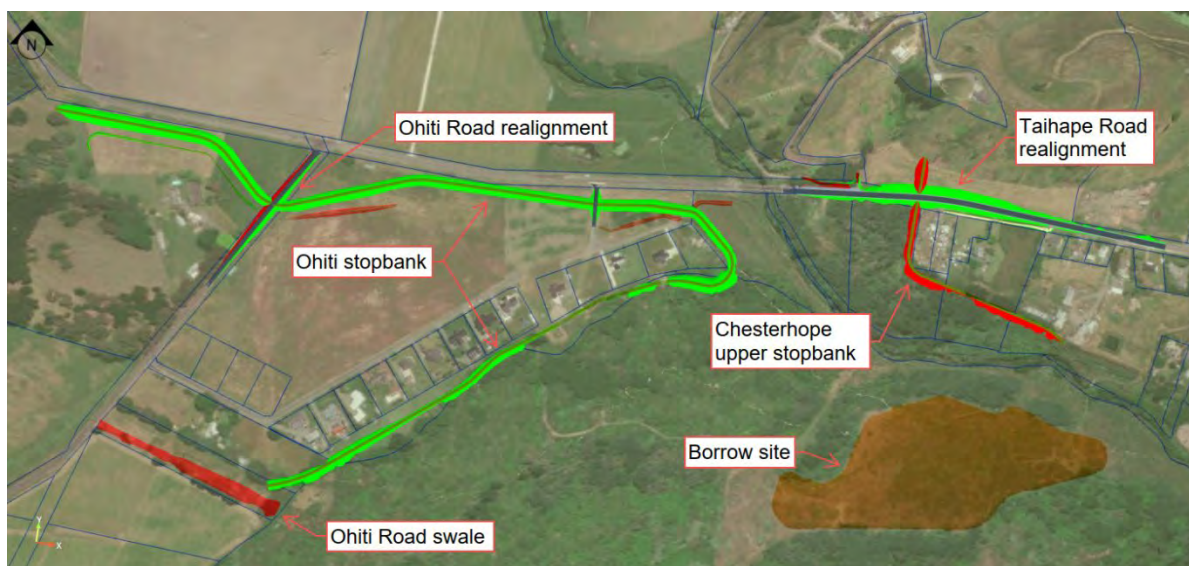 N
Ohiti Road realignment
Taihape Road
realignment
Ohiti stopbank
Chesterhope
upper stopbank
Borrow site
Ohiti Road swale
Y
X